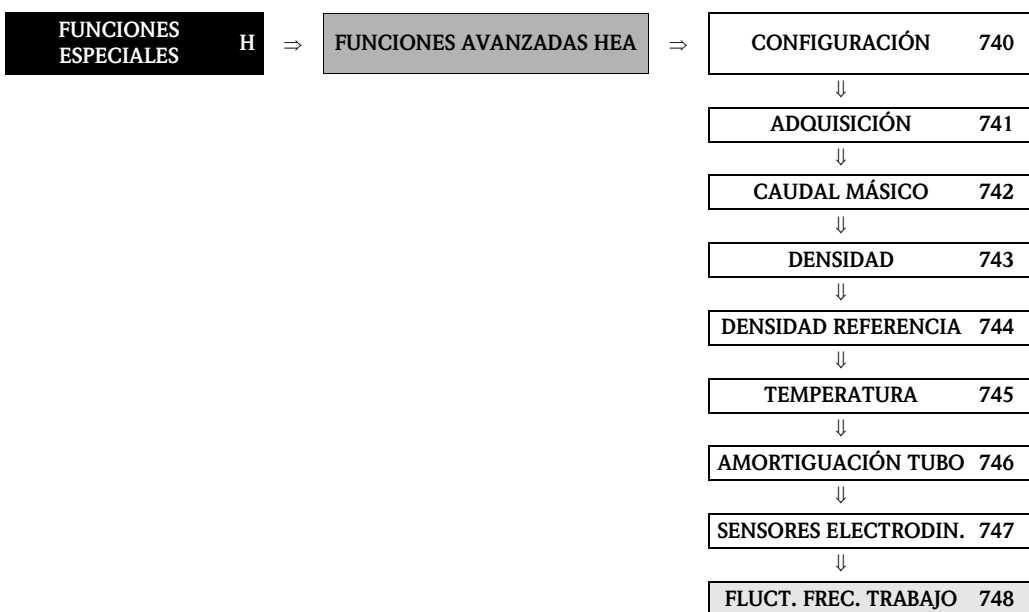 FUNCIONES ESPECIALES H ⇒ FUNCIONES AVANZADAS HEA ⇒ CONFIGURACIÓN 740
⇓
ADQUISICIÓN 741
⇓
CAUDAL MÁSICO 742
⇓
DENSIDAD 743
⇓
DENSIDAD REFERENCIA 744
⇓
TEMPERATURA 745
⇓
AMORTIGUACIÓN TUBO 746
⇓
SENSORES ELECTRODIN. 747
⇓
FLUCT. FREC. TRABAJO 748